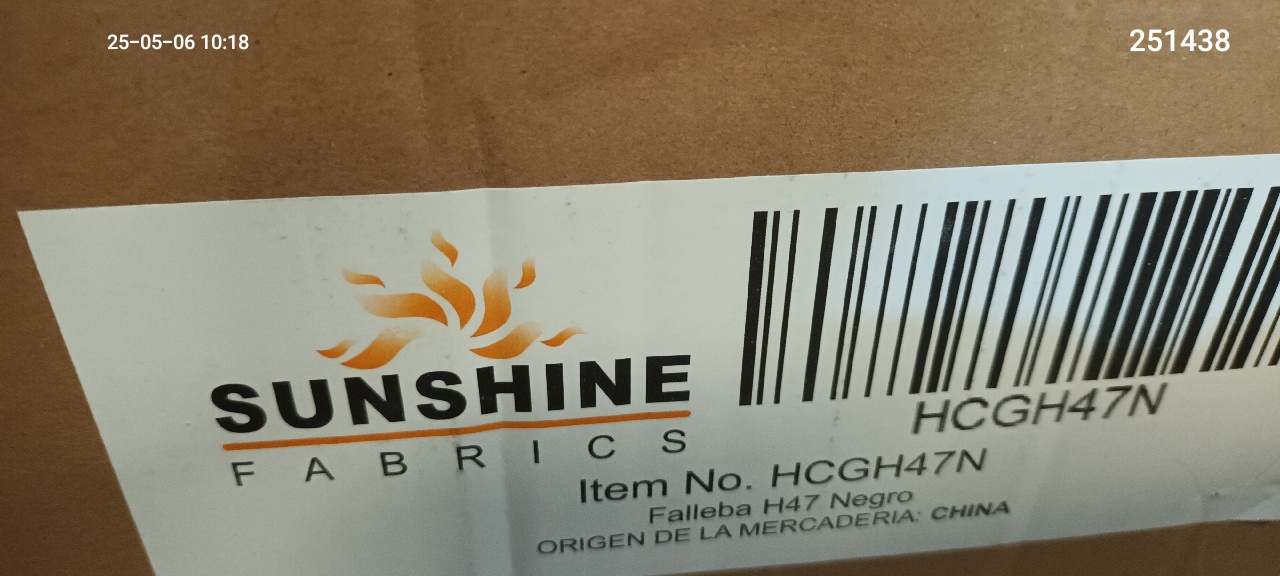 25-05-06 10:18
251438
SUNSHINE
FABRICS
HCGH47N
Item No. HCGH47N
Falleba H47 Negro
ORIGEN DE LA MERCADERIA: CHINA